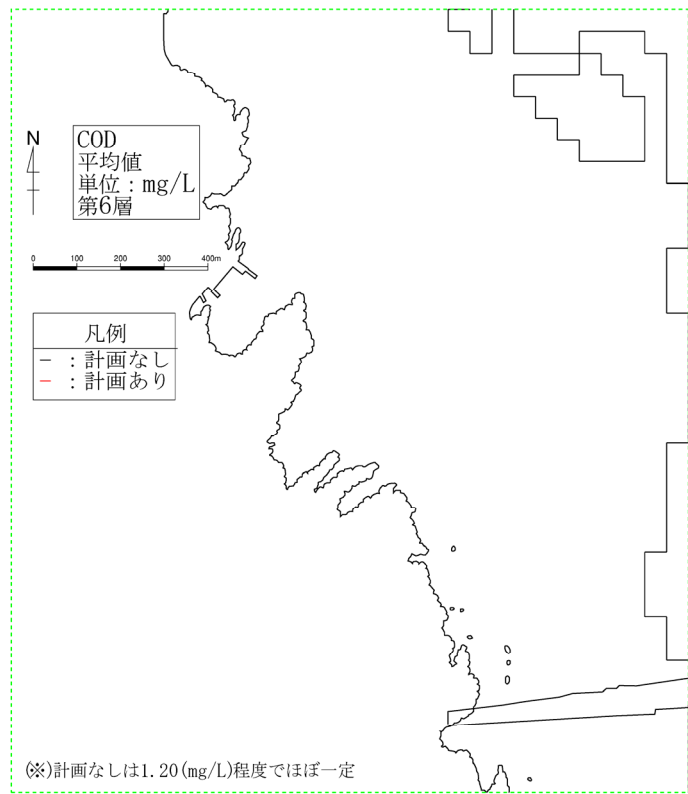 N
COD
平均値
単位：mg/L
第6層
0 100 200 300 400m
凡例
－ ：計画なし
－ ：計画あり
(※)計画なしは1.20(mg/L)程度でほぼ一定